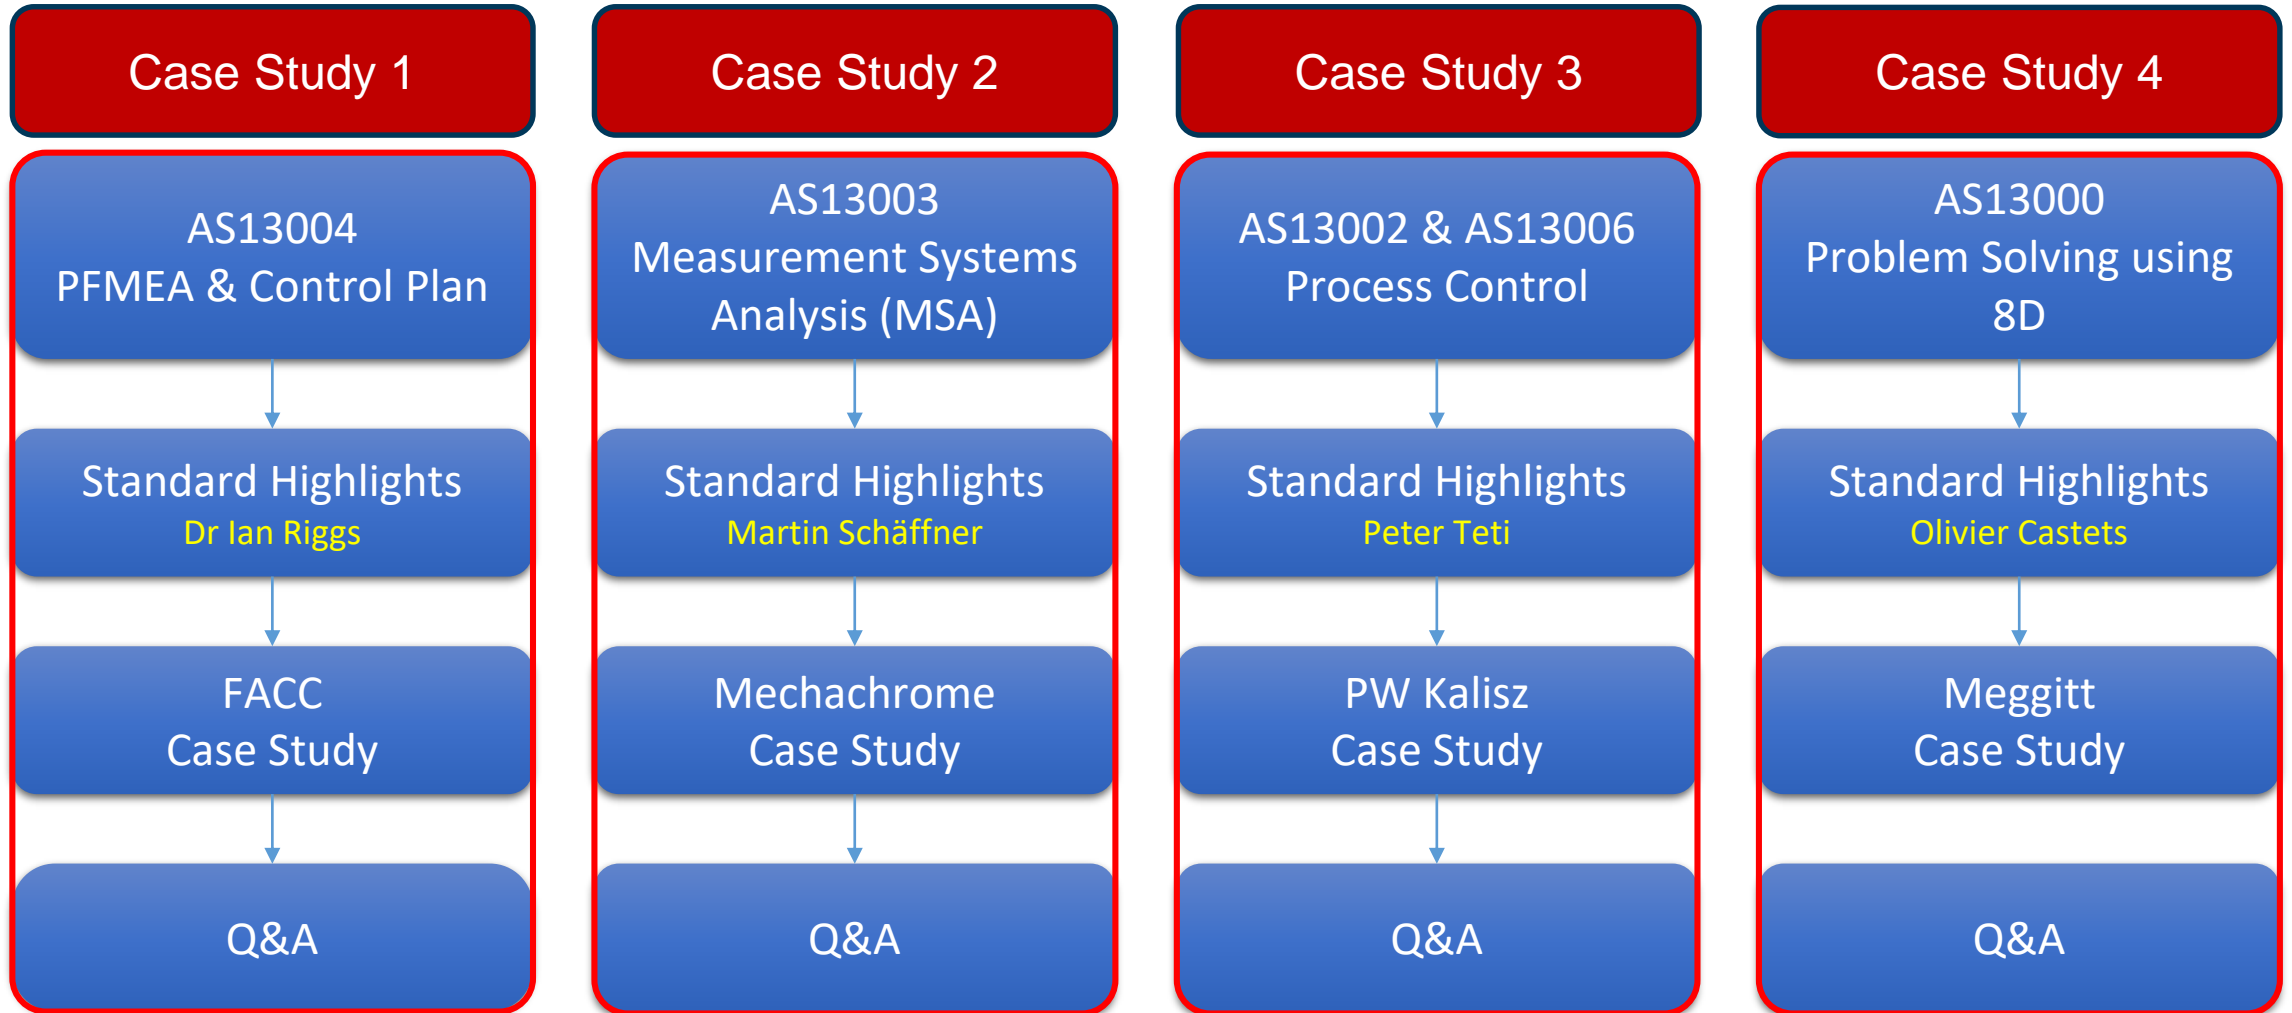 Case Study 1
AS13004
PFMEA & Control Plan
Standard Highlights
Dr Ian Riggs
FACC
Case Study
Q&A
Case Study 2
AS13003
Measurement Systems
Analysis (MSA)
Standard Highlights
Martin Schäffner
Mechachrome
Case Study
Q&A
Case Study 3
AS13002 & AS13006
Process Control
Standard Highlights
Peter Teti
PW Kalisz
Case Study
Q&A
Case Study 4
AS13000
Problem Solving using
8D
Standard Highlights
Olivier Castets
Meggitt
Case Study
Q&A